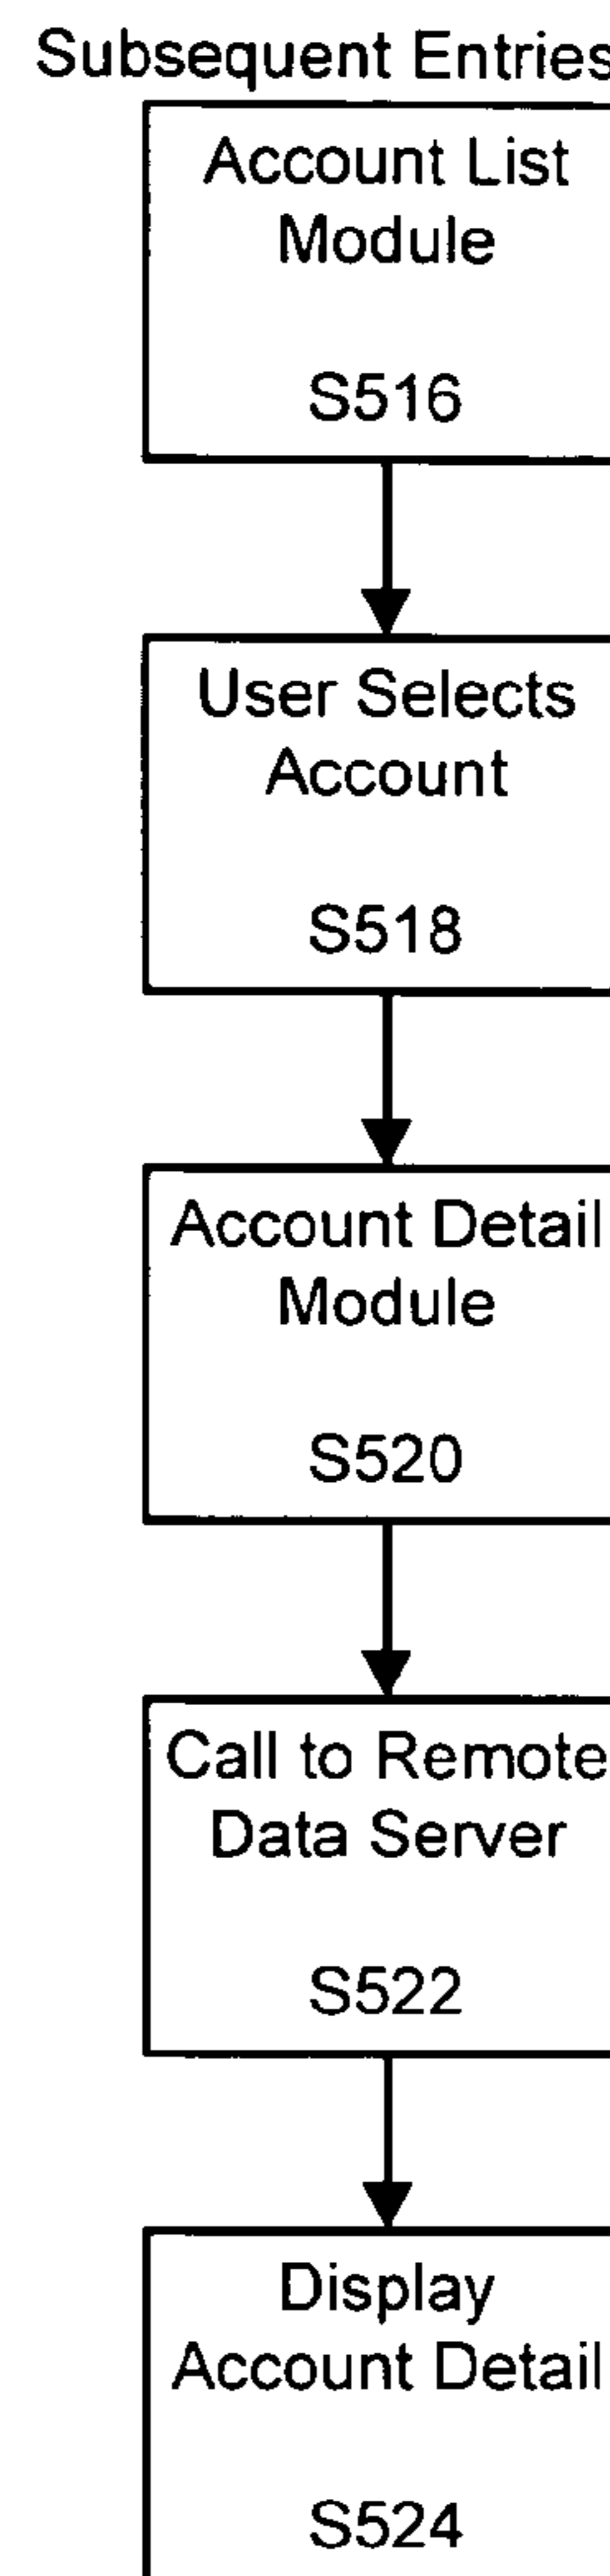 Subsequent Entries
Account List
Module
S516
User Selects
Account
S518
Account Detail
Module
S520
Call to Remote
Data Server
S522
Display
Account Detail
S524